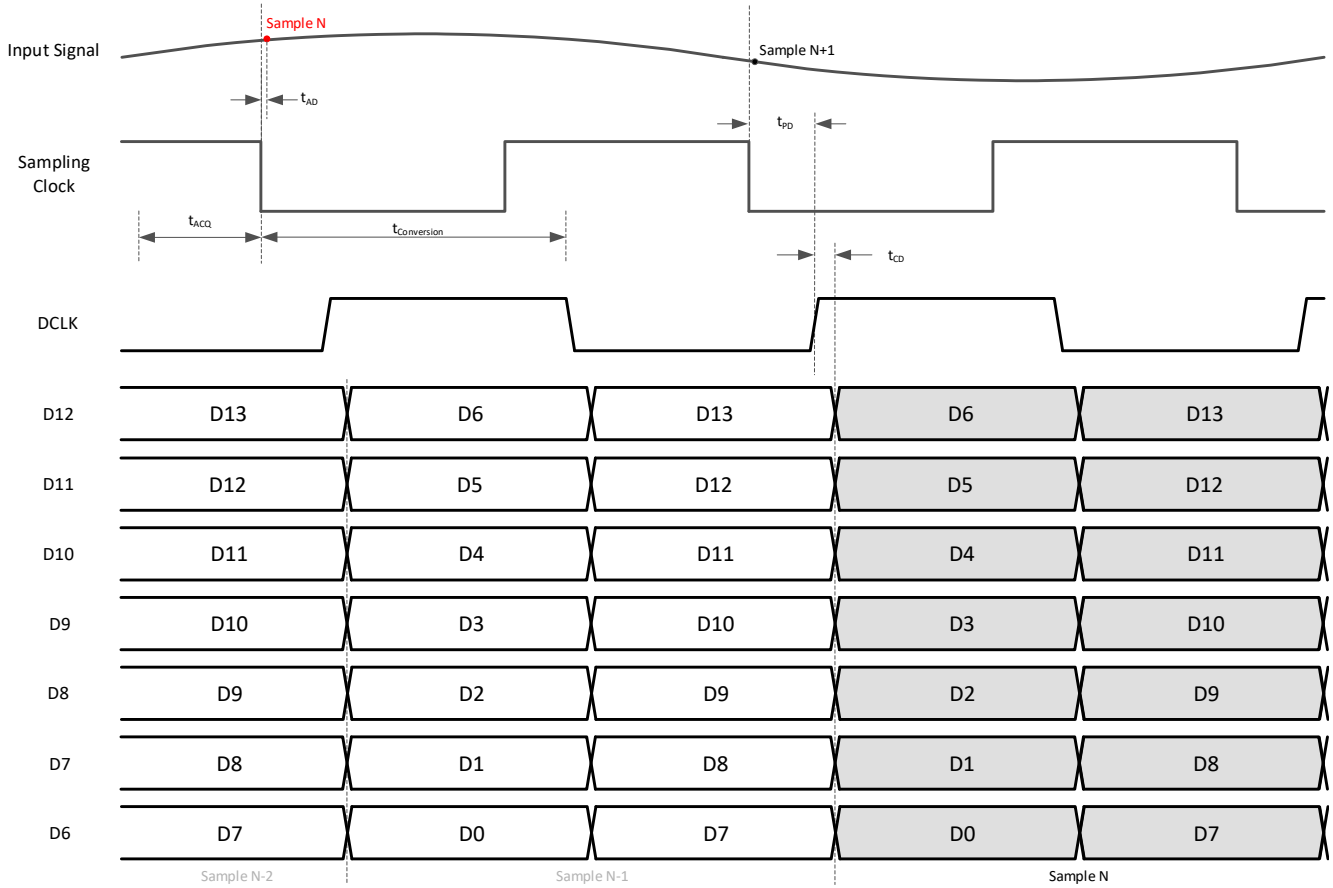 Sample N
Input Signal
Sample N+1
tAD
tPD
Sampling
Clock
tACQ
tConversion
tCD
DCLK
D12 D13 D6 D13 D6 D13
D11 D12 D5 D12 D5 D12
D10 D11 D4 D11 D4 D11
D9 D10 D3 D10 D3 D10
D8 D9 D2 D9 D2 D9
D7 D8 D1 D8 D1 D8
D6 D7 D0 D7 D0 D7
Sample N-2 Sample N-1 Sample N